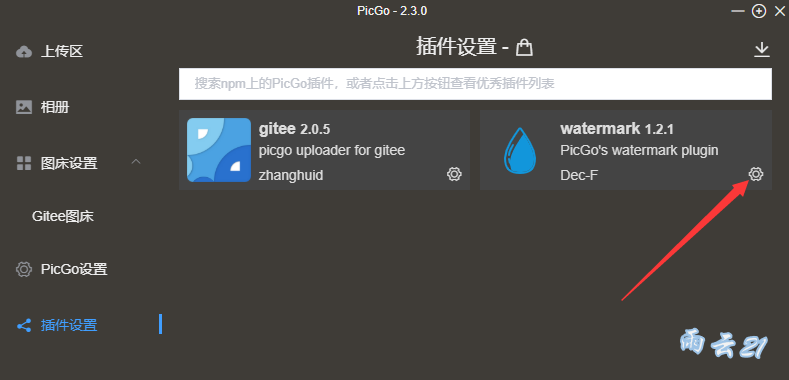 PicGo - 2.3.0
上传区
相册
图床设置
Gitee图床
PicGo设置
插件设置
插件设置 -
搜索npm上的PicGo插件，或者点击上方按钮查看优秀插件列表
gitee 2.0.5
picgo uploader for gitee
zhanghuid
watermark 1.2.1
PicGo's watermark plugin
Dec-F
雨云21